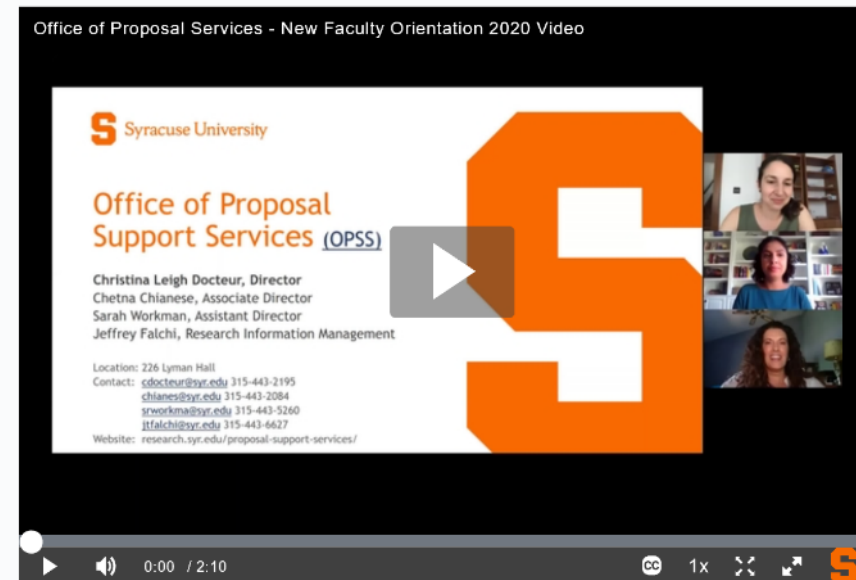 Office of Proposal Services - New Faculty Orientation 2020 Video
S Syracuse University
Office of Proposal
Support Services (OPSS)
Christina Leigh Docteur, Director
Chetna Chianese, Associate Director
Sarah Workman, Assistant Director
Jeffrey Falchi, Research Information Management
Location: 226 Lyman Hall
Contact: cdocteur@syr.edu 315-443-2195
chianes@syr.edu 315-443-2084
srworkma@syr.edu 315-443-5260
jtfalchi@syr.edu 315-443-6627
Website: research.syr.edu/proposal-support-services/
S
0:00 / 2:10
CC
1x
S